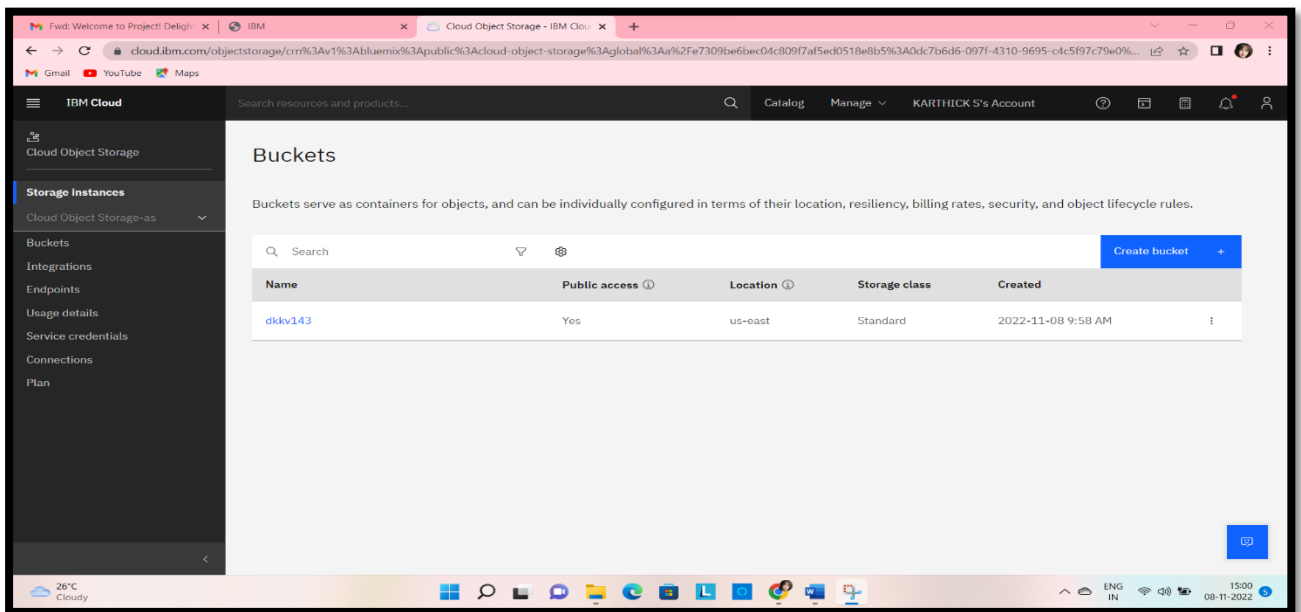 Fwd: Welcome to Project! Deligh
IBM
Cloud Object Storage - IBM Clou
cloud.ibm.com/objectstorage/crn%3Av1%3Abluemix%3Apublic%3Acloud-object-storage%3Aglobal%3Aa%2Fe7309be6bec04c809f7af5ed0518e8b5%3A0dc7b6d6-097f-4310-9695-c4c5f97c79e0%...
Gmail YouTube Maps
IBM Cloud
Search resources and products...
Catalog Manage KARTHICK S's Account
Cloud Object Storage
Storage instances
Cloud Object Storage-as
Buckets
Integrations
Endpoints
Usage details
Service credentials
Connections
Plan
Buckets
Buckets serve as containers for objects, and can be individually configured in terms of their location, resiliency, billing rates, security, and object lifecycle rules.
Search
Create bucket +
Name Public access Location Storage class Created
dkkv143 Yes us-east Standard 2022-11-08 9:58 AM
26°C
Cloudy
ENG
IN
15:00
08-11-2022
5